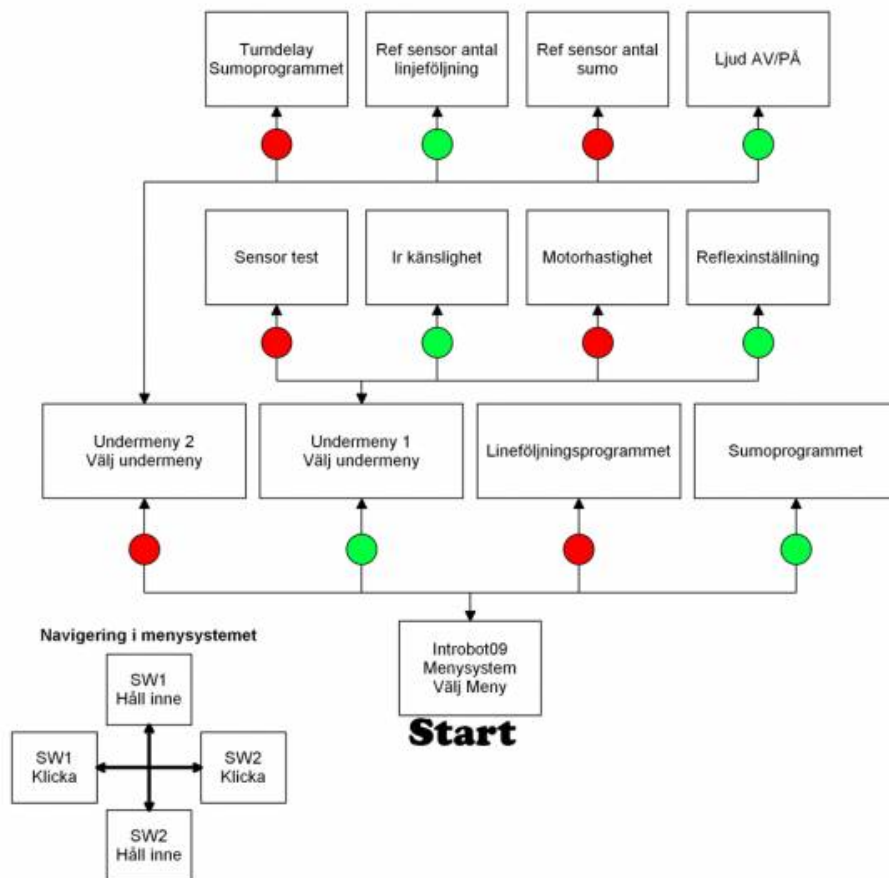 Turndelay
Sumoprogrammet
Ref sensor antal
linjeföljning
Ref sensor antal
sumo
Ljud AV/PÅ
Sensor test
Ir känslighet
Motorhastighet
Reflexinställning
Undermeny 2
Välj undermeny
Undermeny 1
Välj undermeny
Lineföljningsprogrammet
Sumoprogrammet
Introbot09
Menysystem
Välj Meny
Start
Navigering i menysystemet
SW1
Håll inne
SW1
Klicka
SW2
Klicka
SW2
Håll inne